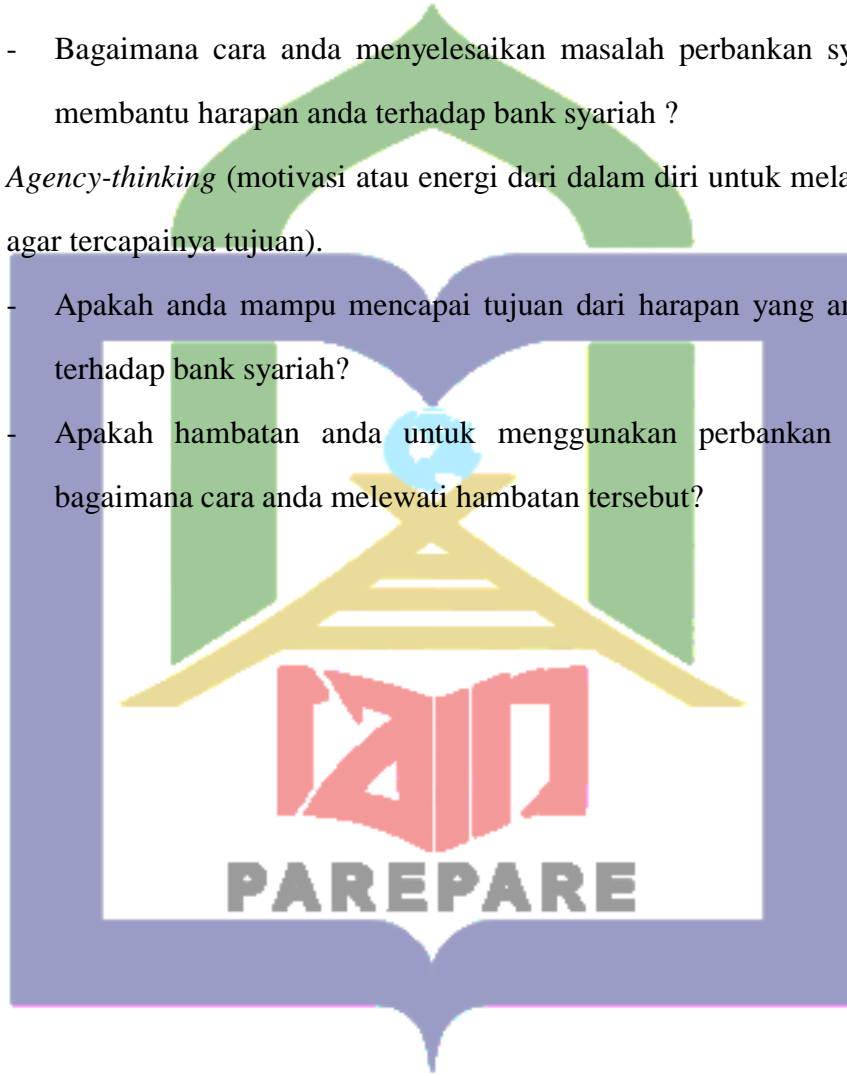 - Bagaimana cara anda menyelesaikan masalah perbankan sy
membantu harapan anda terhadap bank syariah ?
Agency-thinking (motivasi atau energi dari dalam diri untuk mela
agar tercapainya tujuan).
- Apakah anda mampu mencapai tujuan dari harapan yang an
terhadap bank syariah?
- Apakah hambatan anda untuk menggunakan perbankan
bagaimana cara anda melewati hambatan tersebut?
iain
PAREPARE